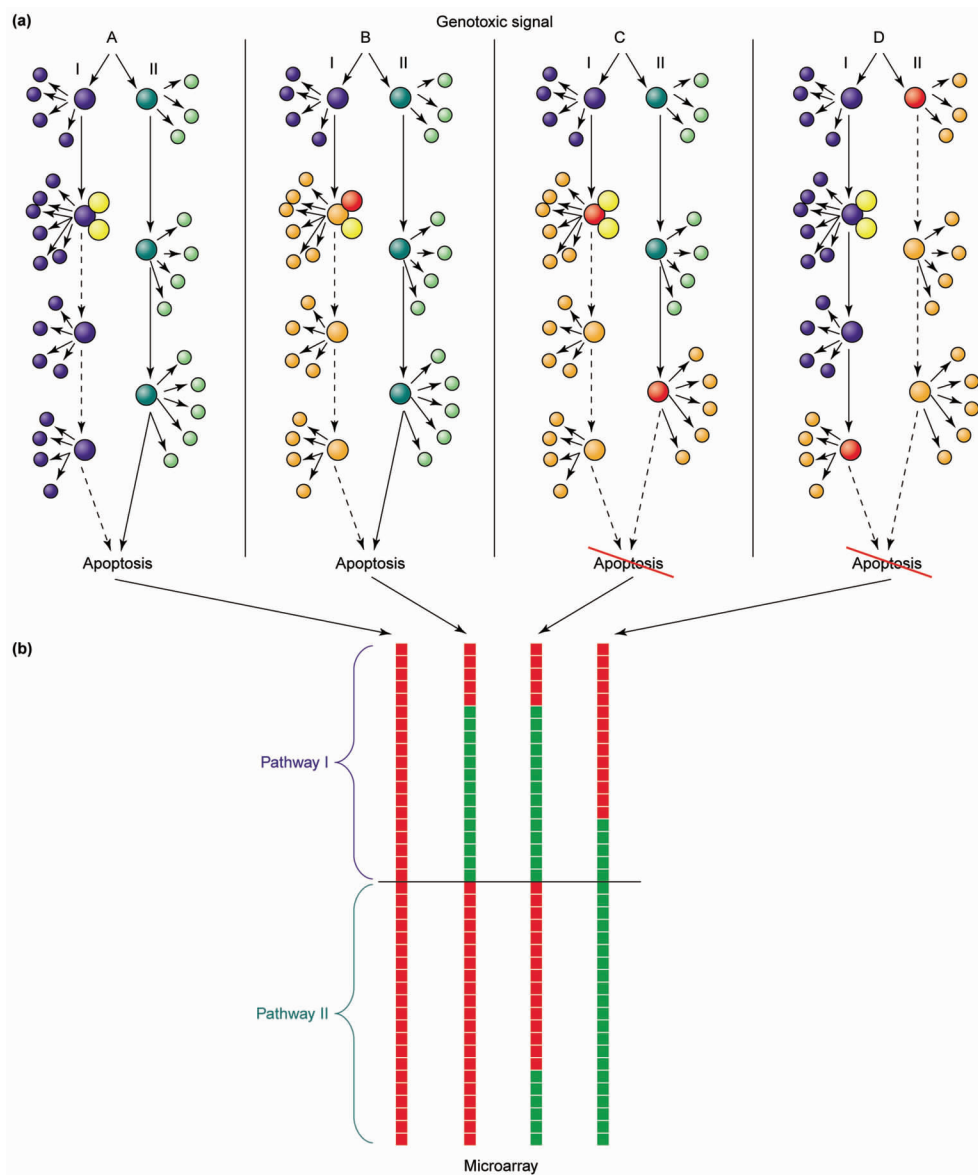 (a)
Genotoxic signal
A B C D
I II I II I II I II
Apoptosis Apoptosis Apoptosis Apoptosis
(b)
Pathway I
Pathway II
Microarray